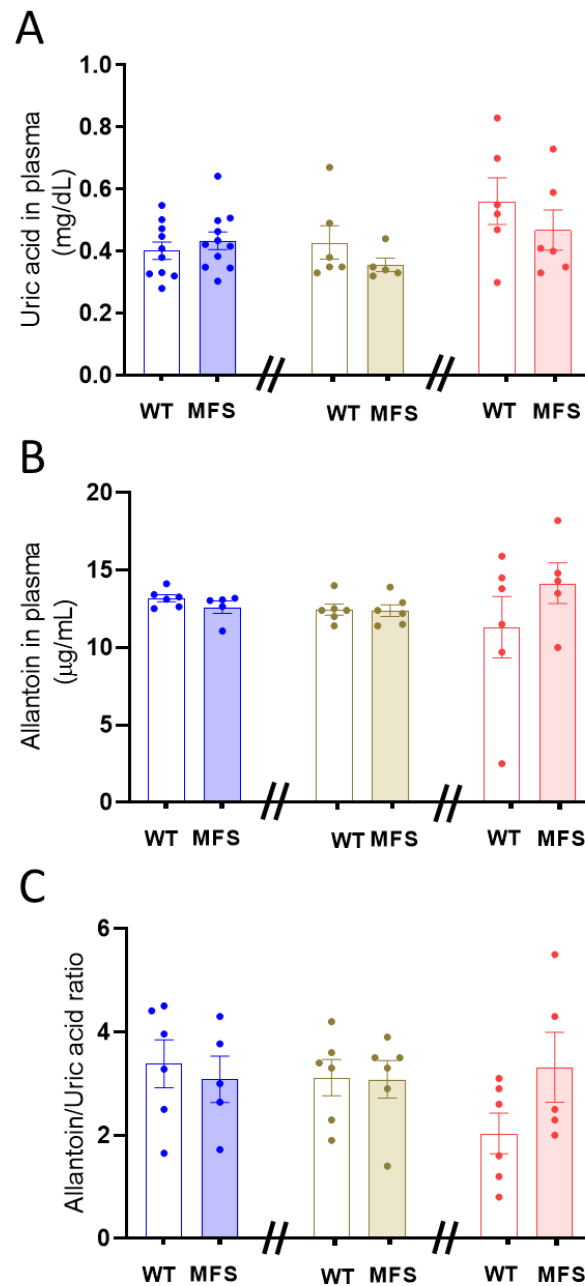 A
Uric acid in plasma
(mg/dL)
1.0
0.8
0.6
0.4
0.2
0.0
WT MFS WT MFS WT MFS
B
Allantoin in plasma
(μg/mL)
20
15
10
5
0
WT MFS WT MFS WT MFS
C
Allantoin/Uric acid ratio
6
4
2
0
WT MFS WT MFS WT MFS